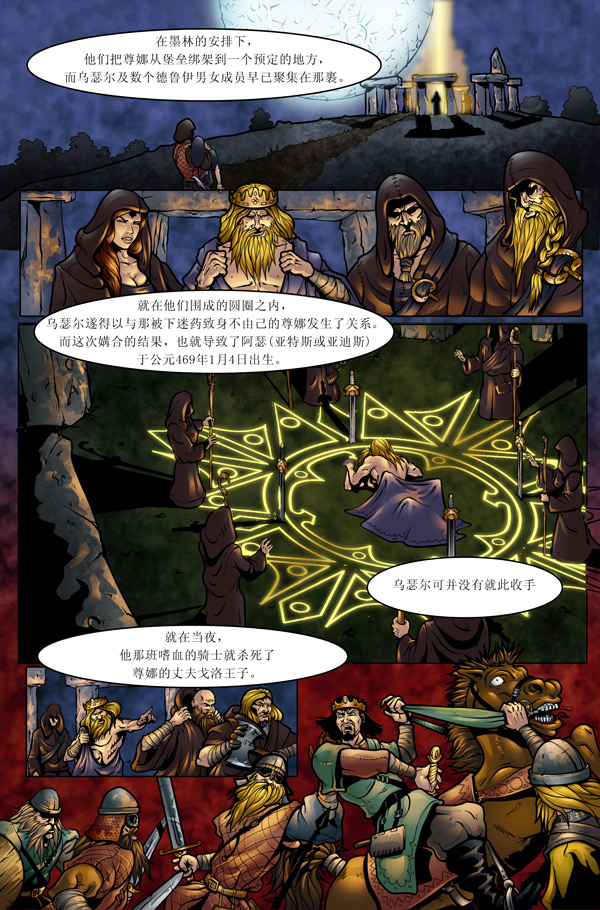 在墨林的安排下，
他们把尊娜从堡垒绑架到一个预定的地方，
而乌瑟尔及数个德鲁伊男女成员早已聚集在那裹。
就在他们围成的圆圈之内，
乌瑟尔遂得以与那被下迷药致身不由己的尊娜发生了关系。
而这次媾合的结果，也就导致了阿瑟(亚特斯或亚迪斯)
于公元469年1月4日出生。
乌瑟尔可并没有就此收手
就在当夜，
他那班嗜血的骑士就杀死了
尊娜的丈夫戈洛王子。